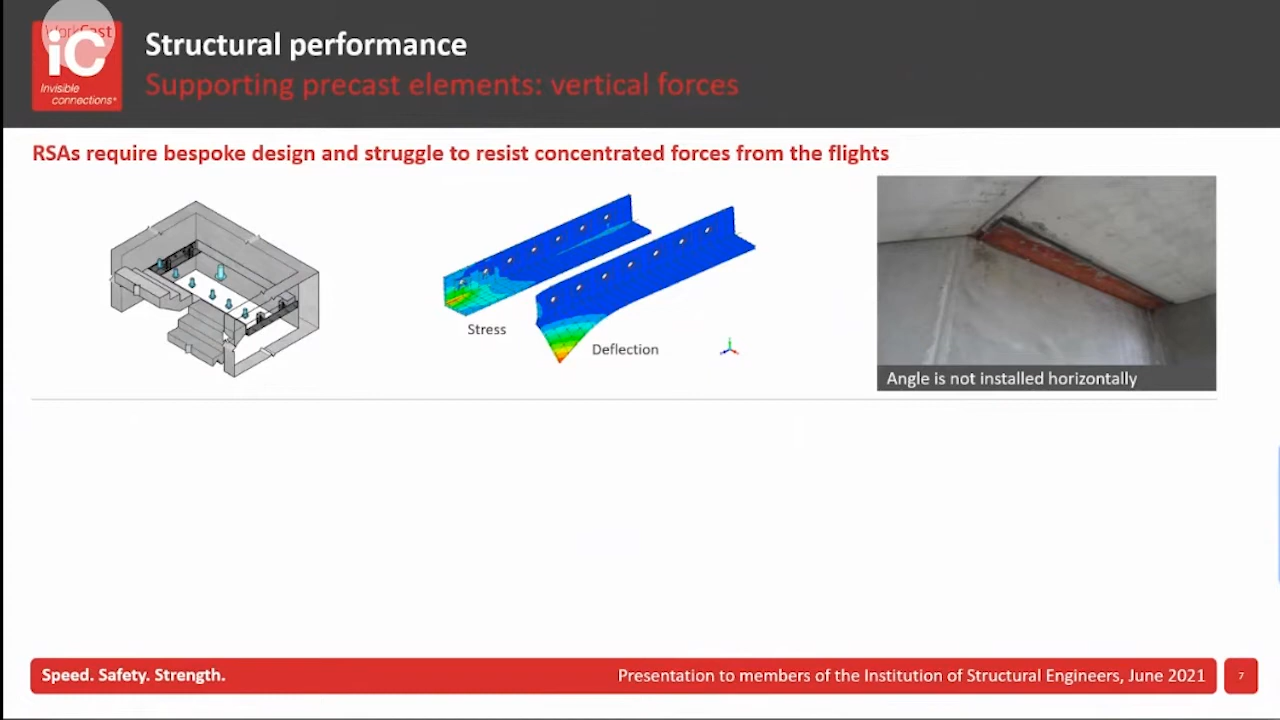 WorkCast
iC
Invisible
connections®
Structural performance
Supporting precast elements: vertical forces
RSAs require bespoke design and struggle to resist concentrated forces from the flights
Stress
Deflection
Angle is not installed horizontally
Speed. Safety. Strength.
Presentation to members of the Institution of Structural Engineers, June 2021
7